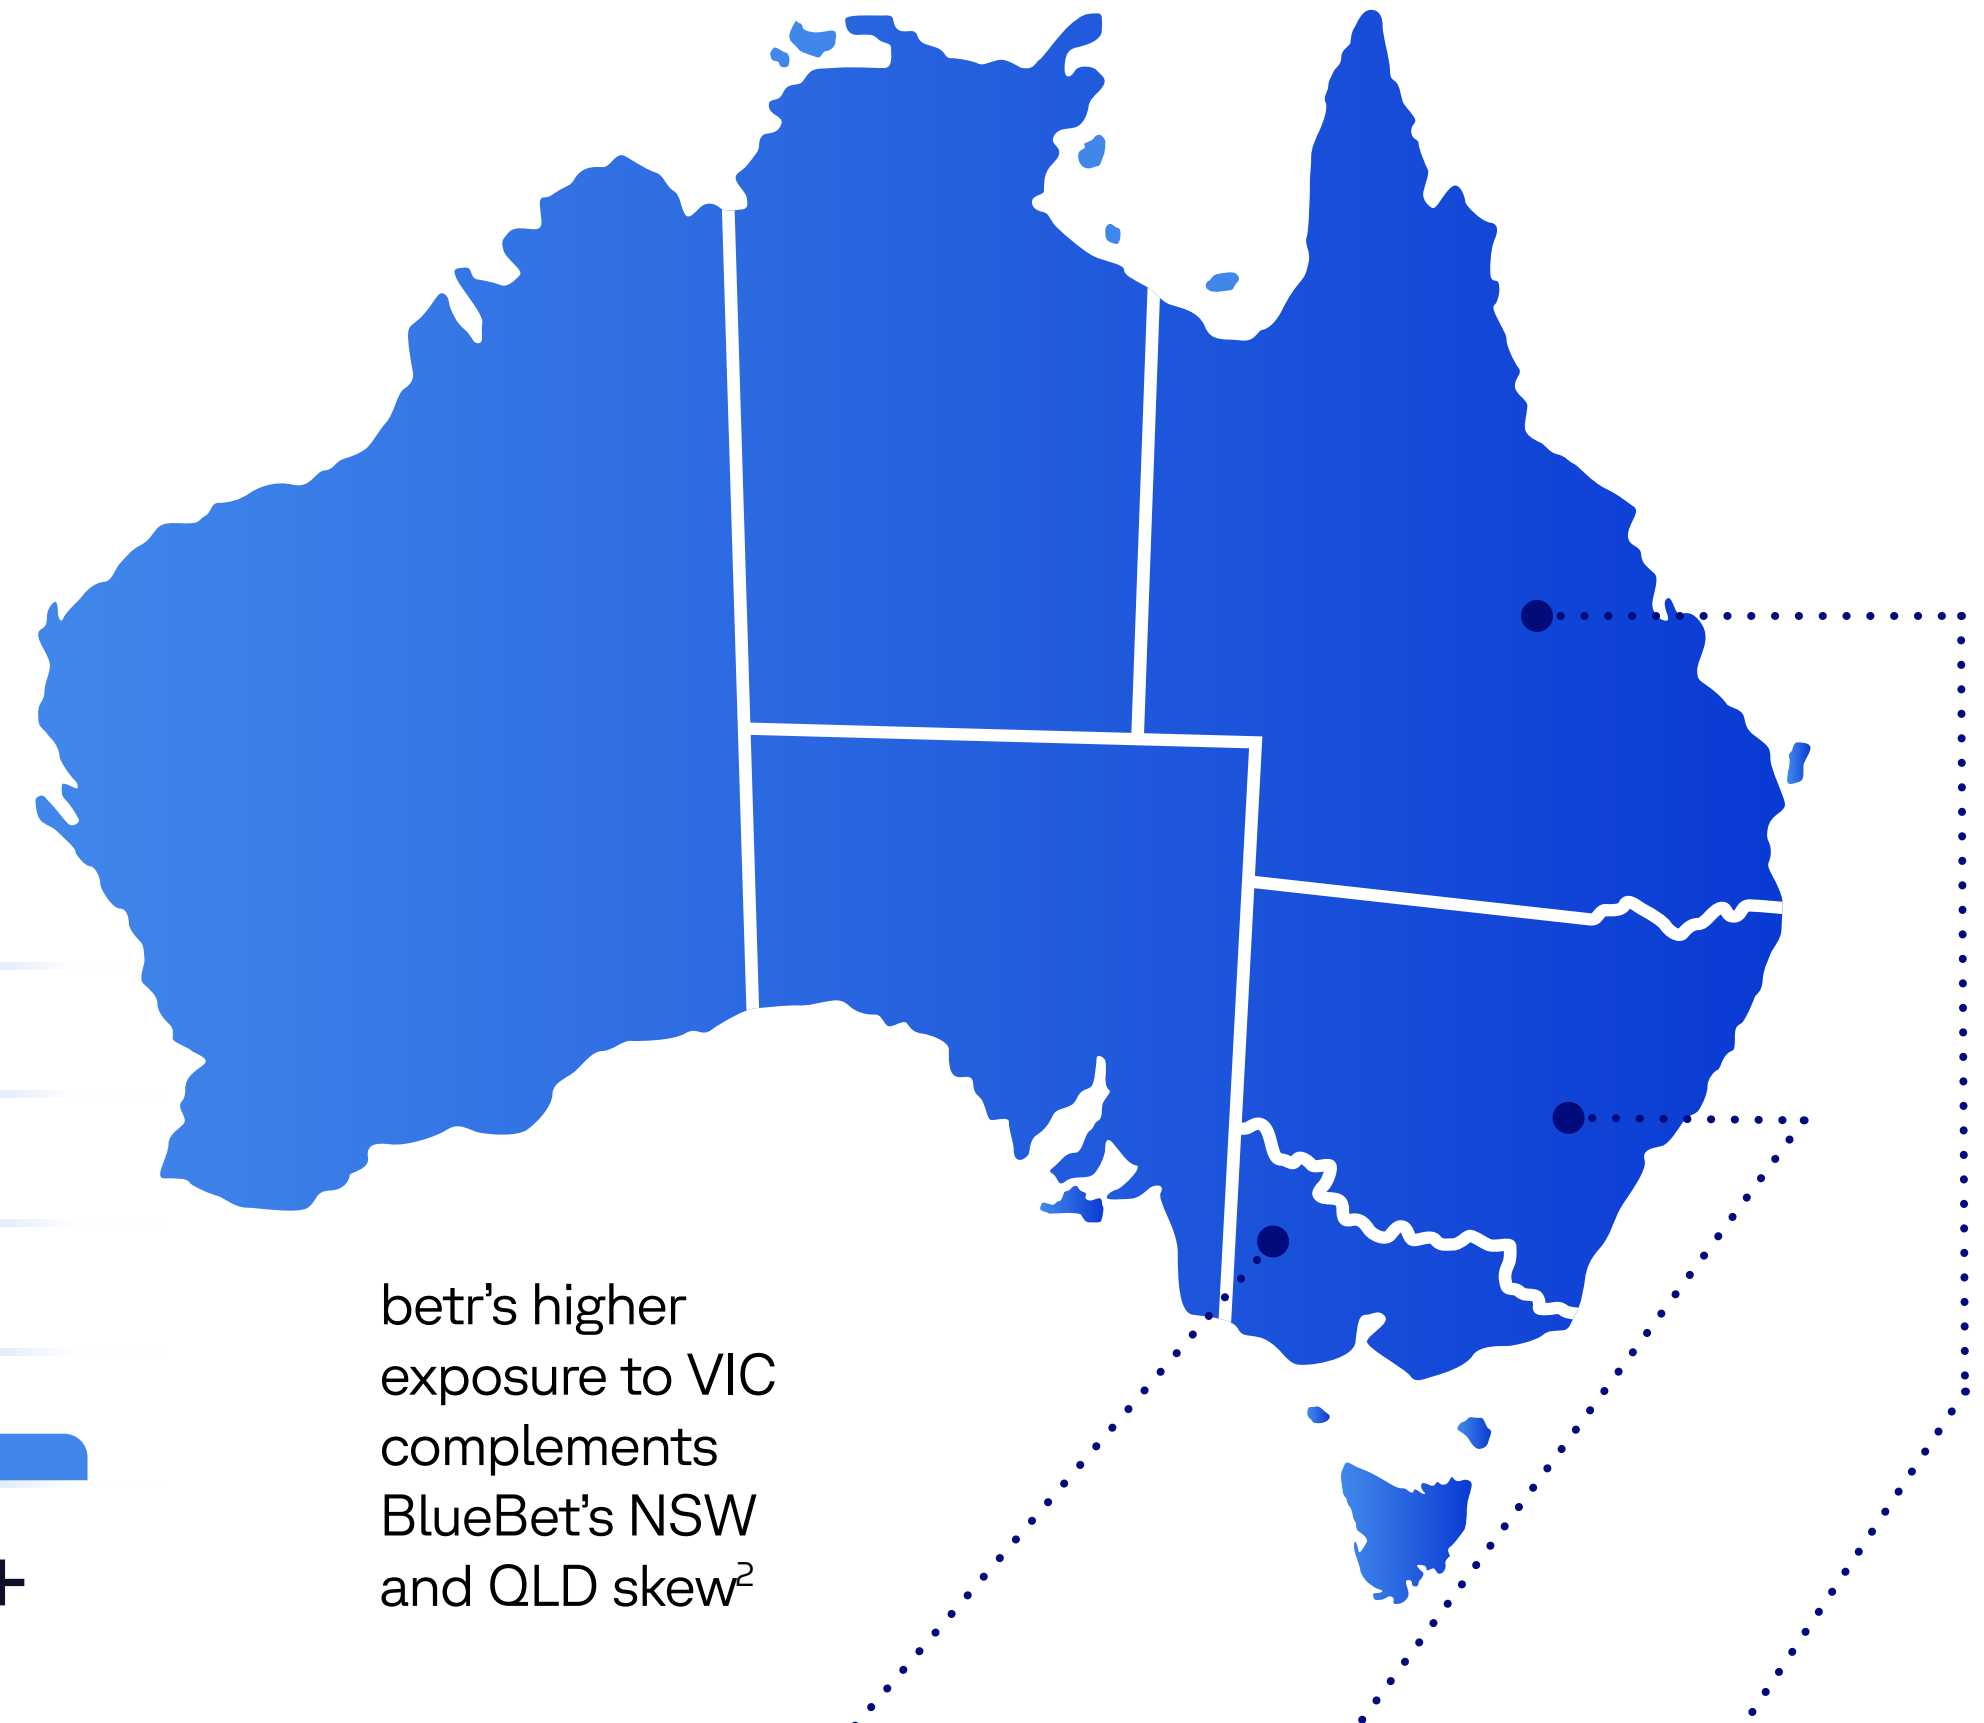 betr’s higher
exposure to VIC
complements
BlueBet’s NSW
and QLD skew²
+